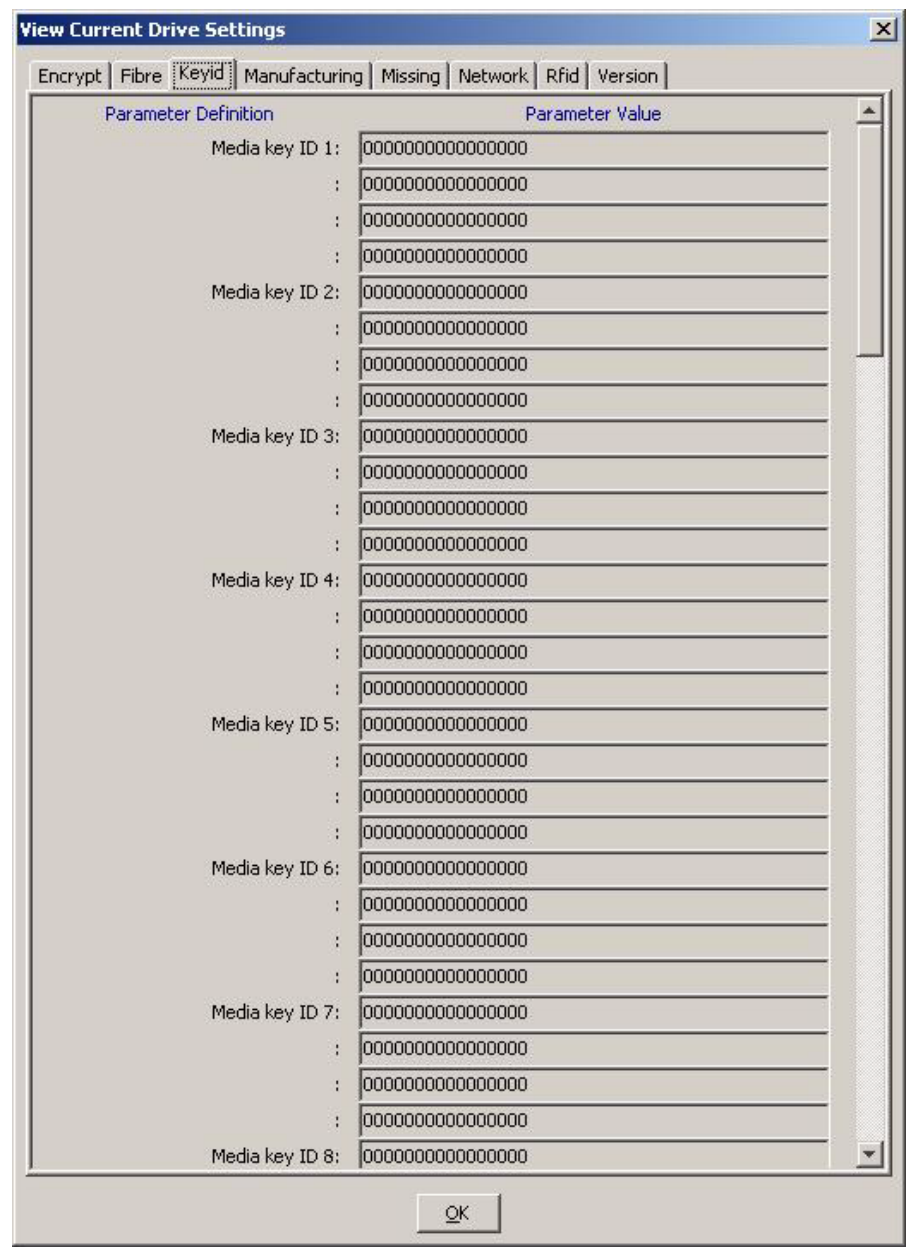 View Current Drive Settings
Encrypt Fibre Keyid Manufacturing Missing Network Rfid Version
Parameter Definition Parameter Value
Media key ID 1: 0000000000000000
: 0000000000000000
: 0000000000000000
: 0000000000000000
Media key ID 2: 0000000000000000
: 0000000000000000
: 0000000000000000
: 0000000000000000
Media key ID 3: 0000000000000000
: 0000000000000000
: 0000000000000000
: 0000000000000000
Media key ID 4: 0000000000000000
: 0000000000000000
: 0000000000000000
: 0000000000000000
Media key ID 5: 0000000000000000
: 0000000000000000
: 0000000000000000
: 0000000000000000
Media key ID 6: 0000000000000000
: 0000000000000000
: 0000000000000000
: 0000000000000000
Media key ID 7: 0000000000000000
: 0000000000000000
: 0000000000000000
: 0000000000000000
Media key ID 8: 0000000000000000
OK